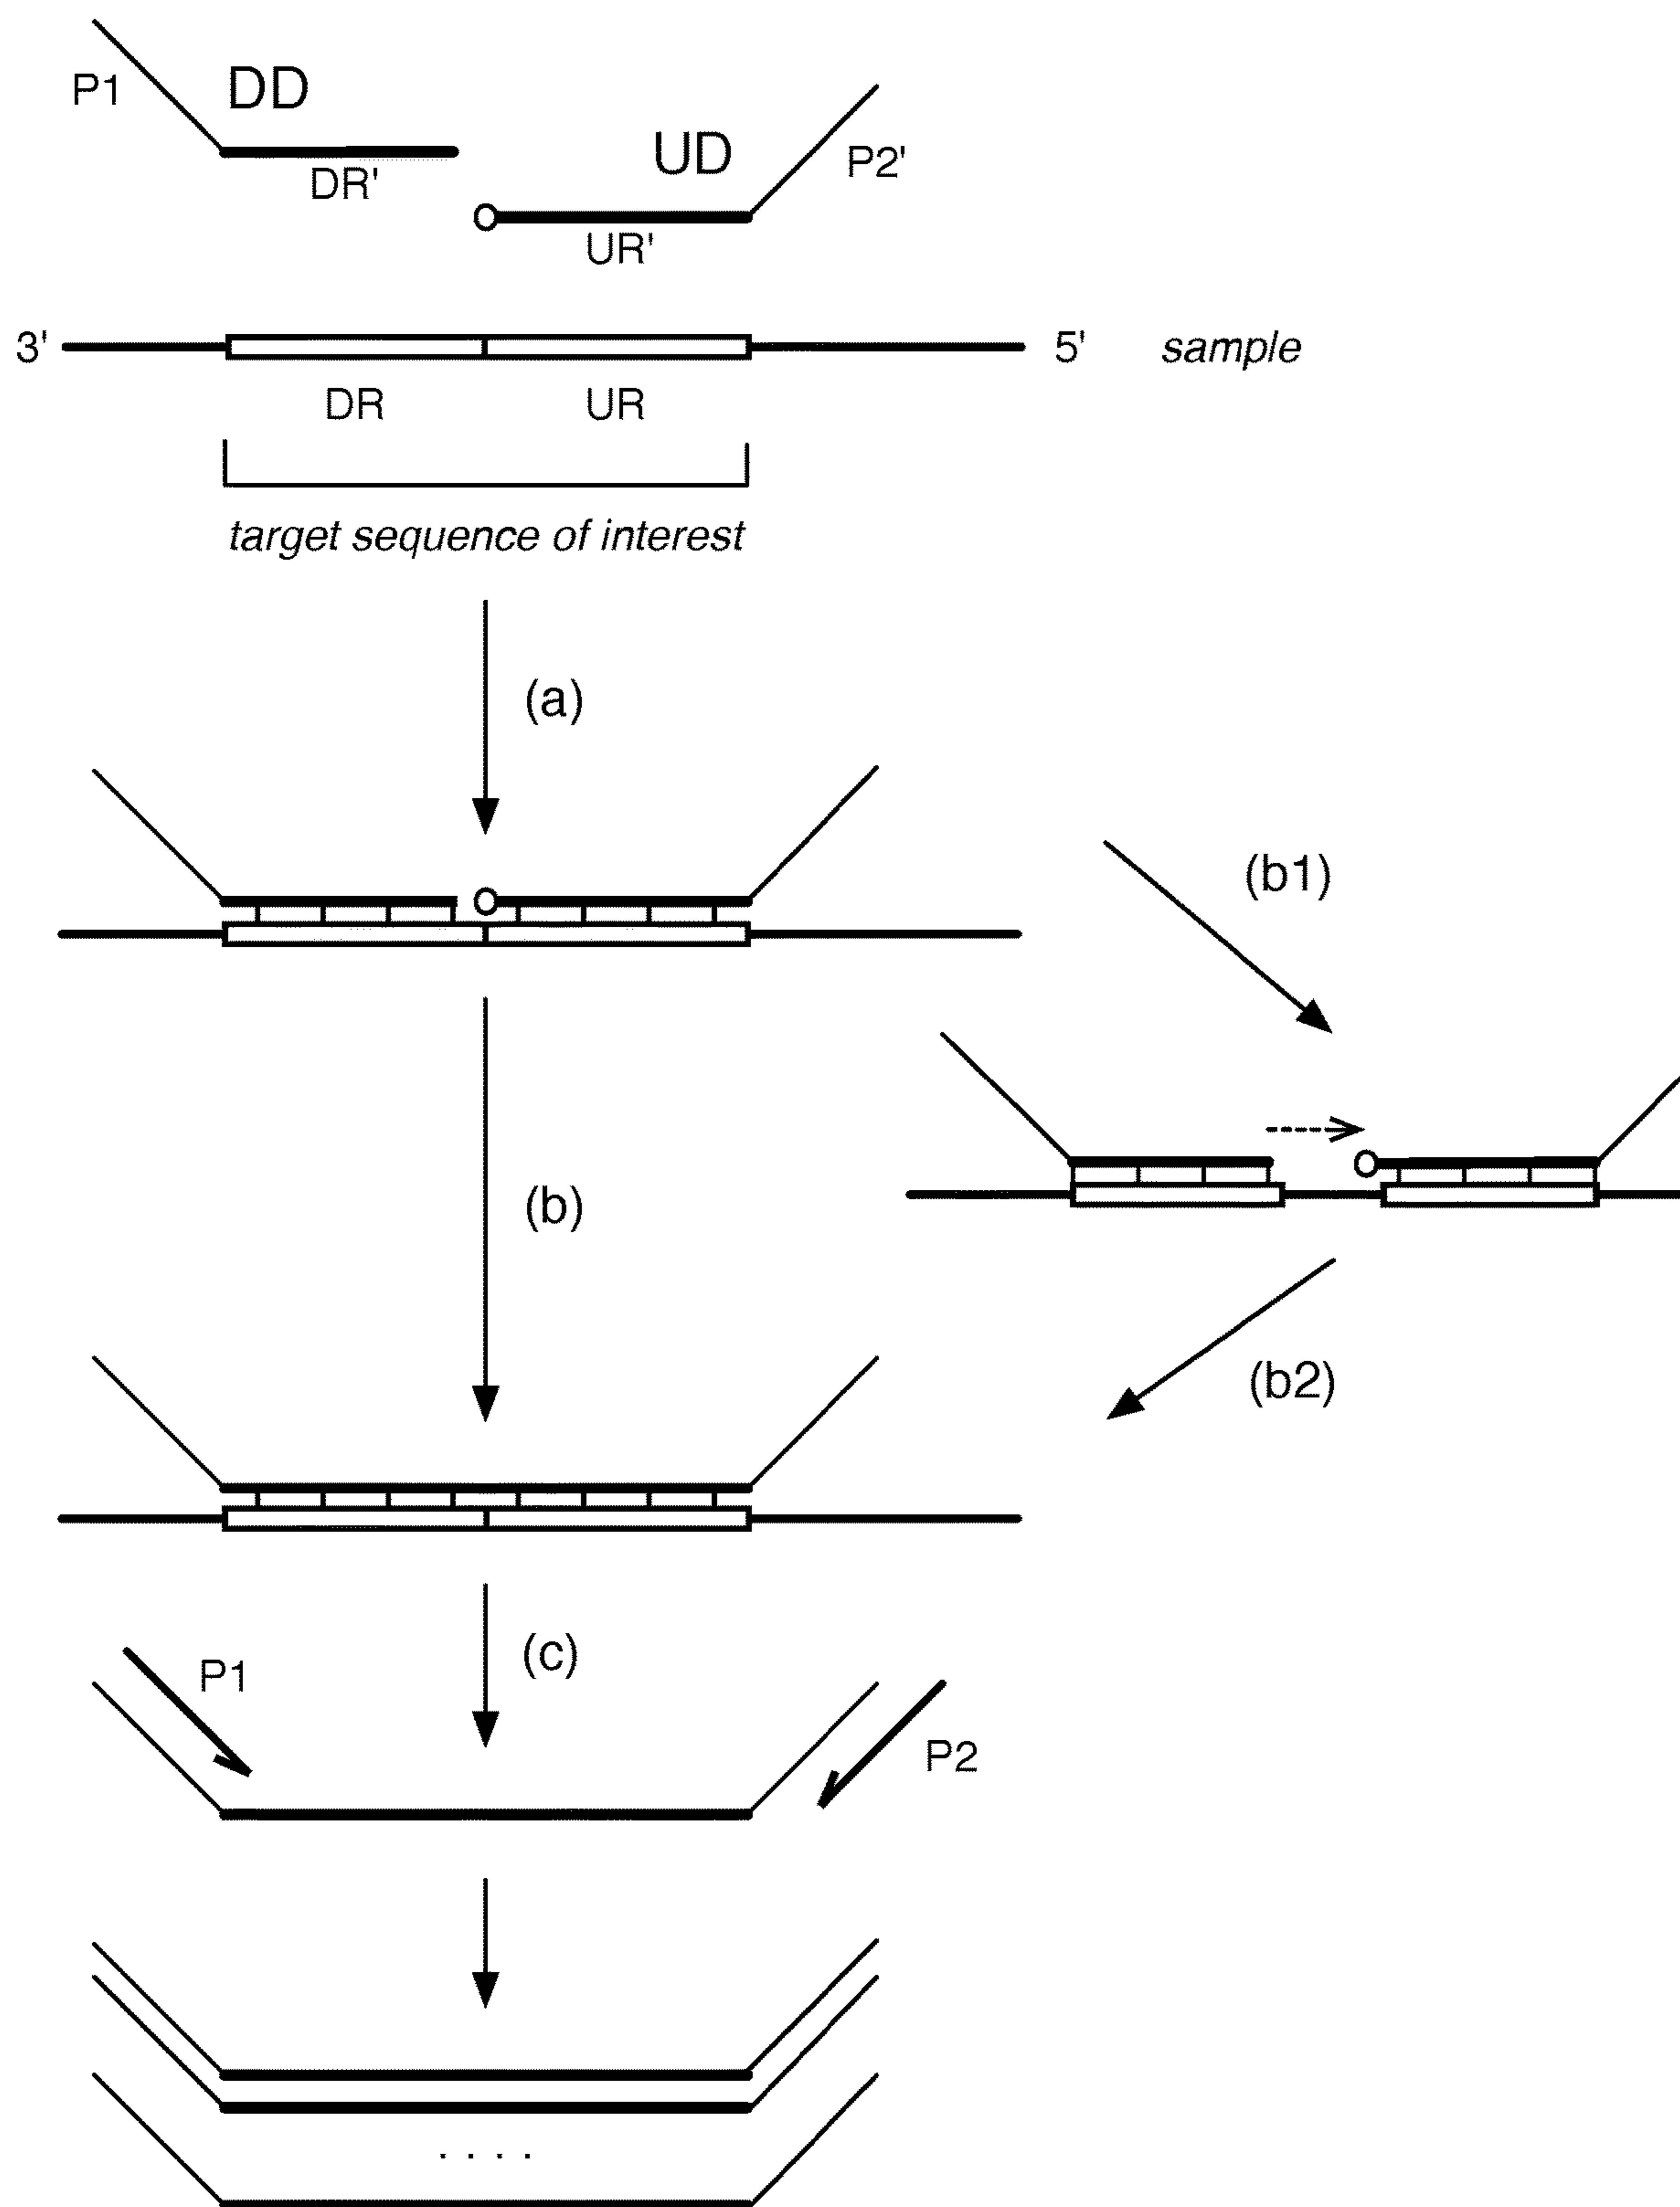 P1
DD
DR'
UD
P2'
UR'
3'
5' sample
DR
UR
target sequence of interest
(a)
(b1)
(b)
(b2)
(c)
P1
P2
. . . .